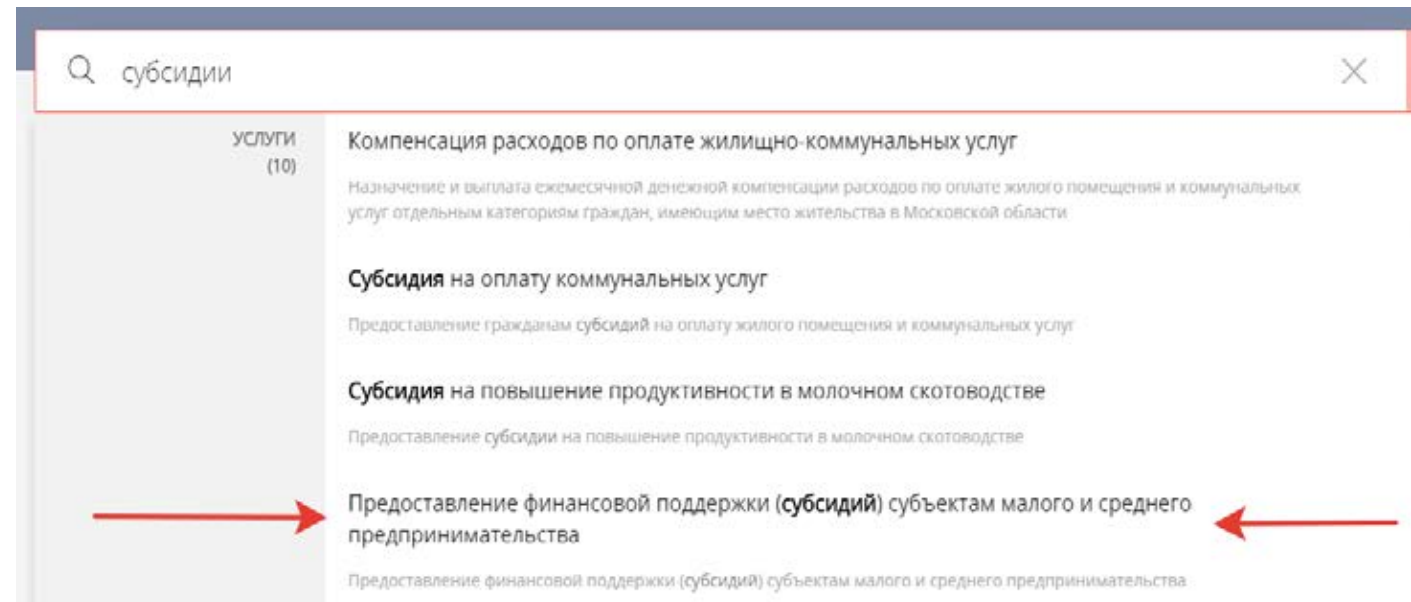 субсидии
УСЛУГИ
(10)
Компенсация расходов по оплате жилищно-коммунальных услуг
Назначение и выплата ежемесячной денежной компенсации расходов по оплате жилого помещения и коммунальных
услуг отдельным категориям граждан, имеющим место жительства в Московской области
Субсидия на оплату коммунальных услуг
Предоставление гражданам субсидий на оплату жилого помещения и коммунальных услуг
Субсидия на повышение продуктивности в молочном скотоводстве
Предоставление субсидии на повышение продуктивности в молочном скотоводстве
Предоставление финансовой поддержки (субсидий) субъектам малого и среднего
предпринимательства
Предоставление финансовой поддержки (субсидий) субъектам малого и среднего предпринимательства